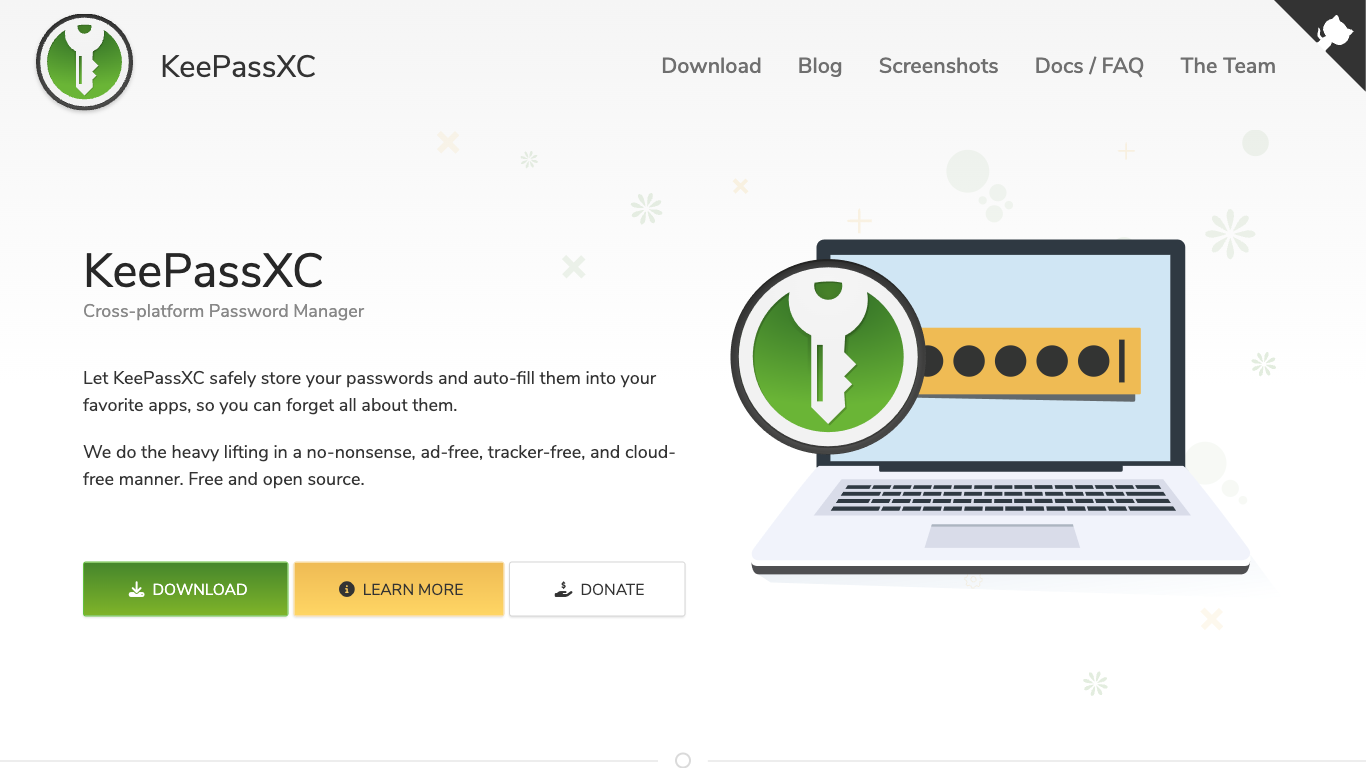 KeePassXC
Download
Blog
Screenshots
Docs / FAQ
The Team
KeePassXC
Cross-platform Password Manager
Let KeePassXC safely store your passwords and auto-fill them into your
favorite apps, so you can forget all about them.
We do the heavy lifting in a no-nonsense, ad-free, tracker-free, and cloud-
free manner. Free and open source.
DOWNLOAD
LEARN MORE
DONATE